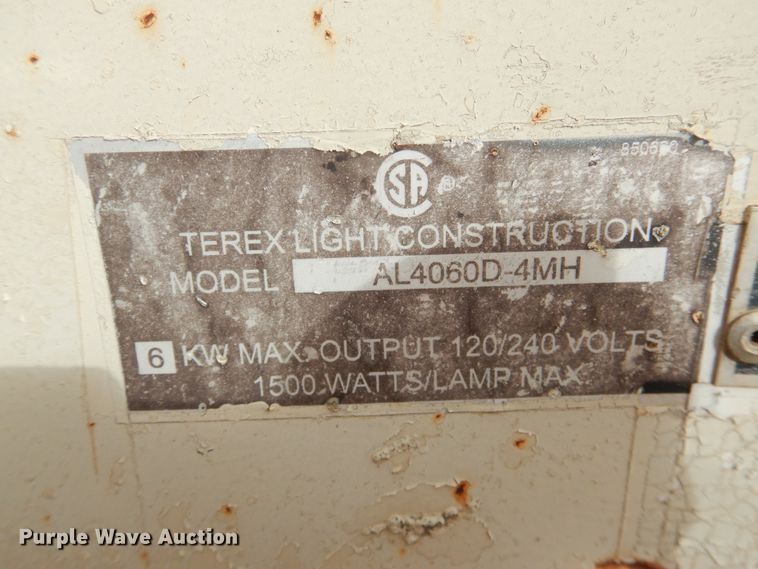 850660
CSA ®
TEREX LIGHT CONSTRUCTION
MODEL AL4060D-4MH
6 KW MAX. OUTPUT 120/240 VOLTS
1500 WATTS/LAMP MAX
Purple Wave Auction